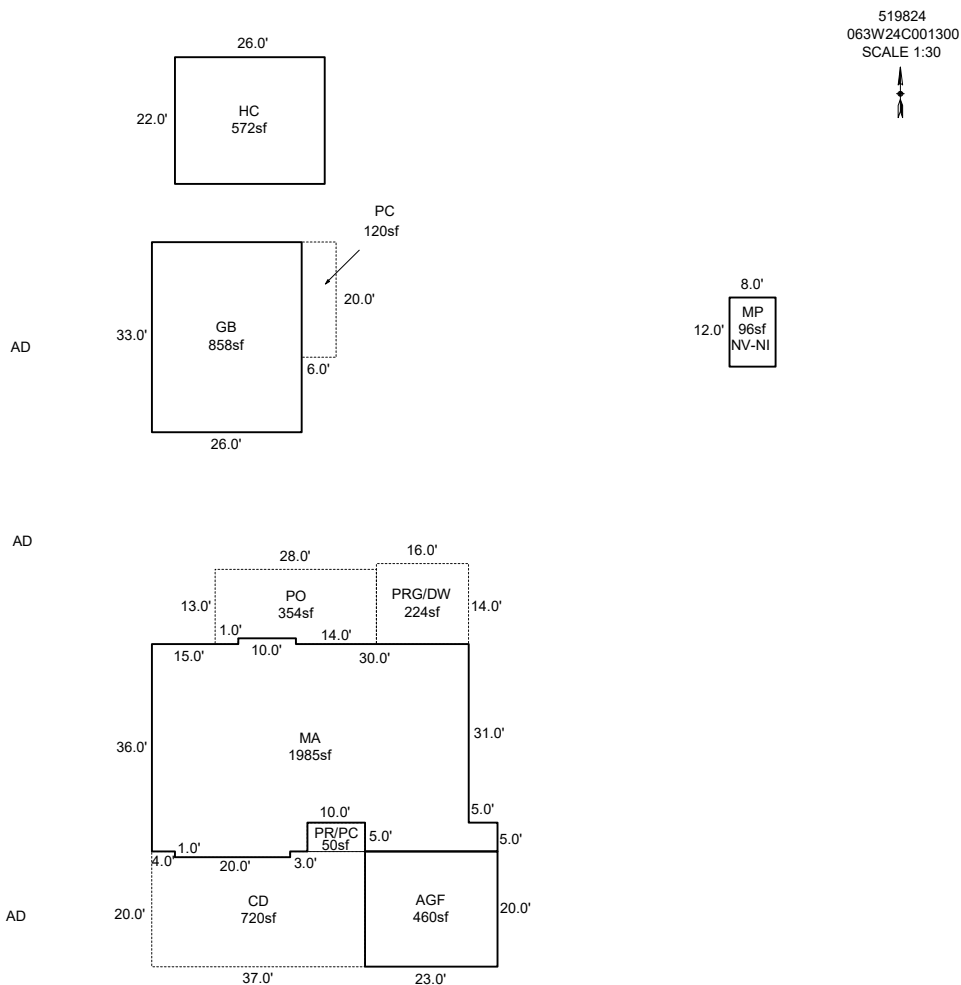 519824
063W24C001300
SCALE 1:30
26.0'
HC
572sf
22.0'
PC
120sf
20.0'
GB
858sf
33.0'
6.0'
26.0'
AD
8.0'
MP
96sf
NV-NI
12.0'
AD
28.0'
16.0'
PO
354sf
13.0'
PRG/DW
224sf
14.0'
1.0'
10.0'
14.0'
15.0'
30.0'
MA
1985sf
36.0'
31.0'
10.0'
5.0'
PR/PC
50sf
5.0'
5.0'
1.0'
4.0'
20.0'
3.0'
CD
720sf
AGF
460sf
20.0'
20.0'
AD
37.0'
23.0'